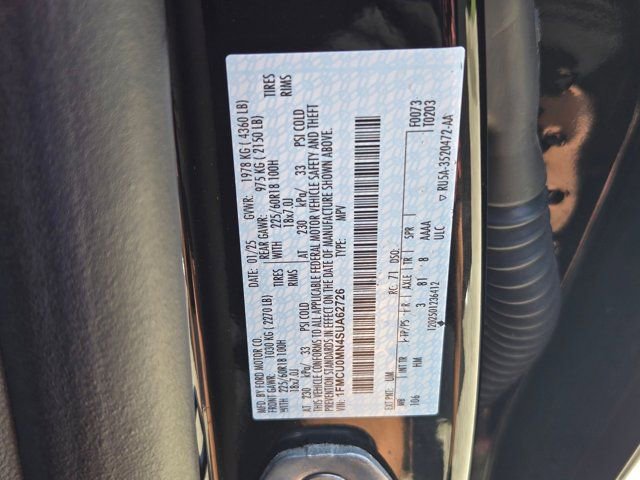 MFD. BY FORD MOTOR CO. DATE: 01/25 GVWR: 1978 KG ( 4360 LB)
FRONT GAWR: 1030 KG (2270 LB) REAR GAWR: 975 KG ( 2150 LB)
WITH 225/60R18 100H TIRES WITH 225/60R18 100H TIRES
18x7.0J RIMS 18x7.0J RIMS
AT 230 kPa/ 33 PSI COLD AT 230 kPa/ 33 PSI COLD
THIS VEHICLE CONFORMS TO ALL APPLICABLE FEDERAL MOTOR VEHICLE SAFETY AND THEFT
PREVENTION STANDARDS IN EFFECT ON THE DATE OF MANUFACTURE SHOWN ABOVE.
VIN: 1FMCU0MN4SUA62726 TYPE: MPV
F0073
T0203
EXT PNT: UM RC: 71 DSO:
WB INT TR TP/PS R AXLE TR SPR
106 HM 3 B1 8 AAAA
ULC
1202501236412
RU5A-3520472-AA